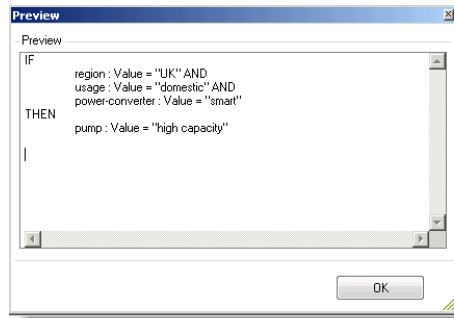 Preview
Preview
IF
region : Value = "UK" AND
usage : Value = "domestic" AND
power-converter : Value = "smart"
THEN
pump : Value = "high capacity"
OK